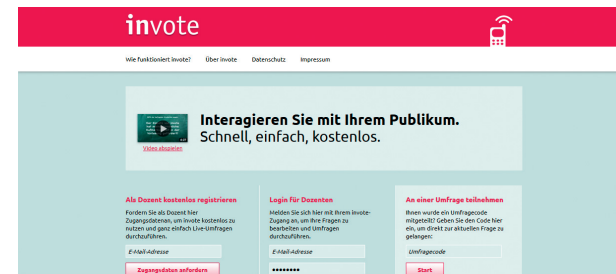 invote
Wie funktioniert invote? Über invote Datenschutz Impressum
Interagieren Sie mit Ihrem Publikum.
Schnell, einfach, kostenlos.
Video abspielen
Als Dozent kostenlos registrieren
Fordern Sie als Dozent hier
Zugangsdaten an, um invote kostenlos zu
nutzen und ganz einfach Live-Umfragen
durchzuführen.
E-Mail-Adresse
Zugangsdaten anfordern
Login für Dozenten
Melden Sie sich hier mit Ihrem invote-
Zugang an, um Ihre Fragen zu
bearbeiten und Umfragen
durchzuführen.
E-Mail-Adresse
••••••••
An einer Umfrage teilnehmen
Ihnen wurde ein Umfragecode
mitgeteilt? Geben Sie den Code hier
ein, um direkt zur aktuellen Frage zu
gelangen:
Umfragecode
Start